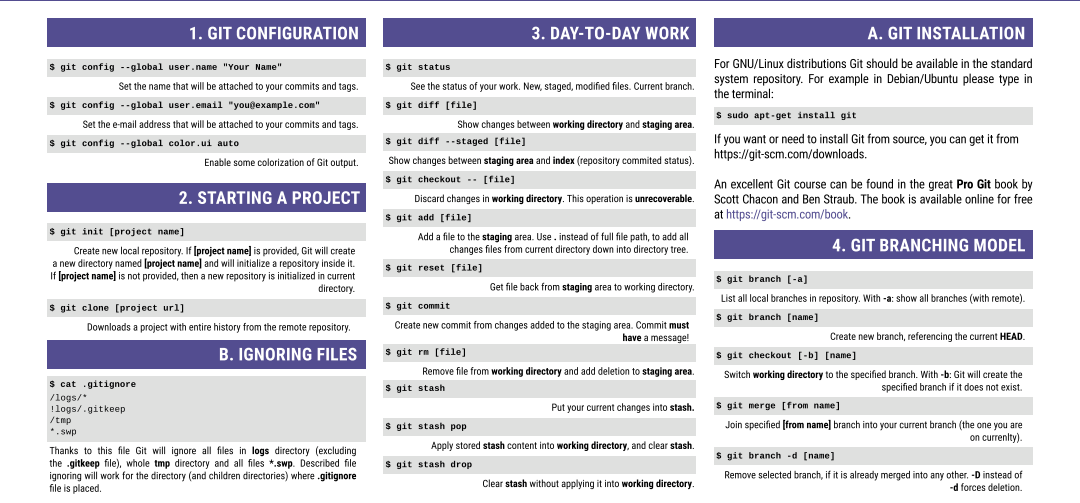 1. GIT CONFIGURATION
$ git config --global user.name "Your Name"
Set the name that will be attached to your commits and tags.
$ git config --global user.email "you@example.com"
Set the e-mail address that will be attached to your commits and tags.
$ git config --global color.ui auto
Enable some colorization of Git output.
2. STARTING A PROJECT
$ git init [project name]
Create new local repository. If [project name] is provided, Git will create
a new directory named [project name] and will initialize a repository inside it.
If [project name] is not provided, then a new repository is initialized in current
directory.
$ git clone [project url]
Downloads a project with entire history from the remote repository.
B. IGNORING FILES
$ cat .gitignore
/logs/*
!logs/.gitkeep
/tmp
*.swp
Thanks to this file Git will ignore all files in logs directory (excluding
the .gitkeep file), whole tmp directory and all files *.swp. Described file
ignoring will work for the directory (and children directories) where .gitignore
file is placed.
3. DAY-TO-DAY WORK
$ git status
See the status of your work. New, staged, modified files. Current branch.
$ git diff [file]
Show changes between working directory and staging area.
$ git diff --staged [file]
Show changes between staging area and index (repository commited status).
$ git checkout -- [file]
Discard changes in working directory. This operation is unrecoverable.
$ git add [file]
Add a file to the staging area. Use . instead of full file path, to add all
changes files from current directory down into directory tree.
$ git reset [file]
Get file back from staging area to working directory.
$ git commit
Create new commit from changes added to the staging area. Commit must
have a message!
$ git rm [file]
Remove file from working directory and add deletion to staging area.
$ git stash
Put your current changes into stash.
$ git stash pop
Apply stored stash content into working directory, and clear stash.
$ git stash drop
Clear stash without applying it into working directory.
A. GIT INSTALLATION
For GNU/Linux distributions Git should be available in the standard
system repository. For example in Debian/Ubuntu please type in
the terminal:
$ sudo apt-get install git
If you want or need to install Git from source, you can get it from
https://git-scm.com/downloads.
An excellent Git course can be found in the great Pro Git book by
Scott Chacon and Ben Straub. The book is available online for free
at https://git-scm.com/book.
4. GIT BRANCHING MODEL
$ git branch [-a]
List all local branches in repository. With -a: show all branches (with remote).
$ git branch [name]
Create new branch, referencing the current HEAD.
$ git checkout [-b] [name]
Switch working directory to the specified branch. With -b: Git will create the
specified branch if it does not exist.
$ git merge [from name]
Join specified [from name] branch into your current branch (the one you are
on currenlty).
$ git branch -d [name]
Remove selected branch, if it is already merged into any other. -D instead of
-d forces deletion.